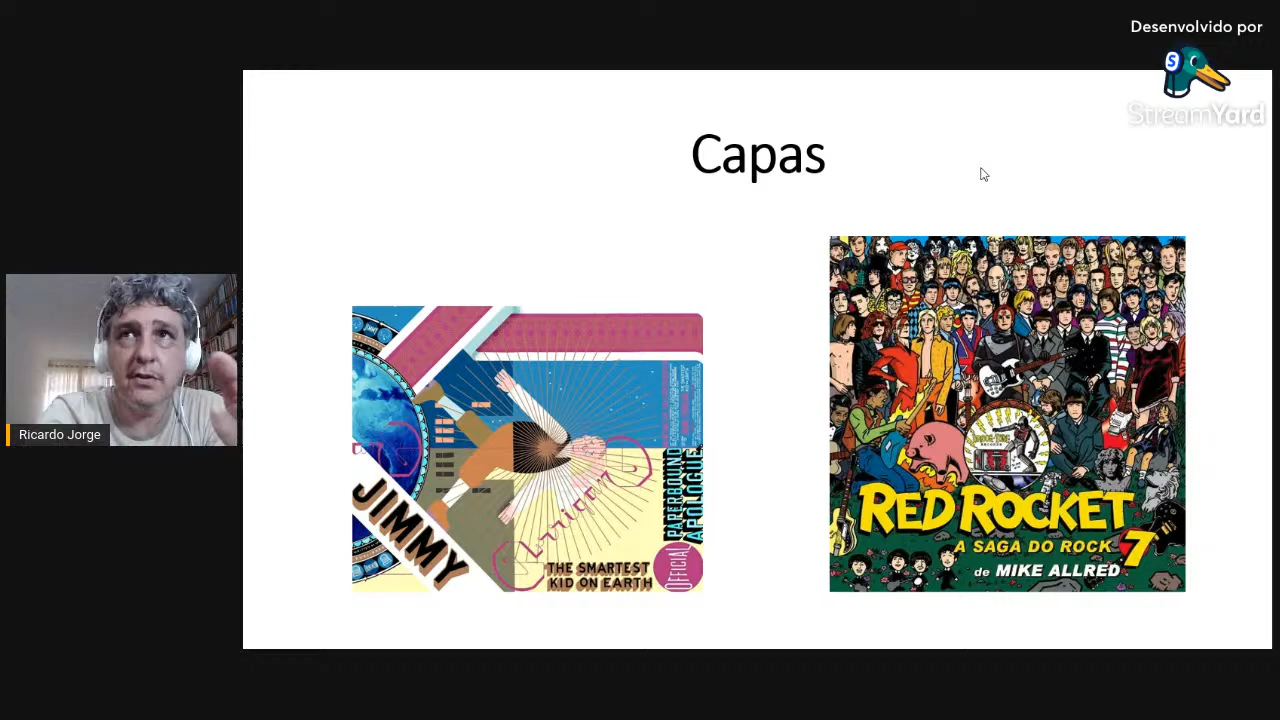 Desenvolvido por
StreamYard
Capas
Ricardo Jorge
JIMMY
Corrigan
THE SMARTEST
KID ON EARTH
OFFICIAL
PAPERBOUND
APOLOGUE
RED ROCKET 7
A SAGA DO ROCK
de MIKE ALLRED